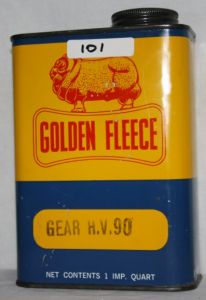 101
GOLDEN FLEECE
GEAR H.V. 90
NET CONTENTS 1 IMP. QUART